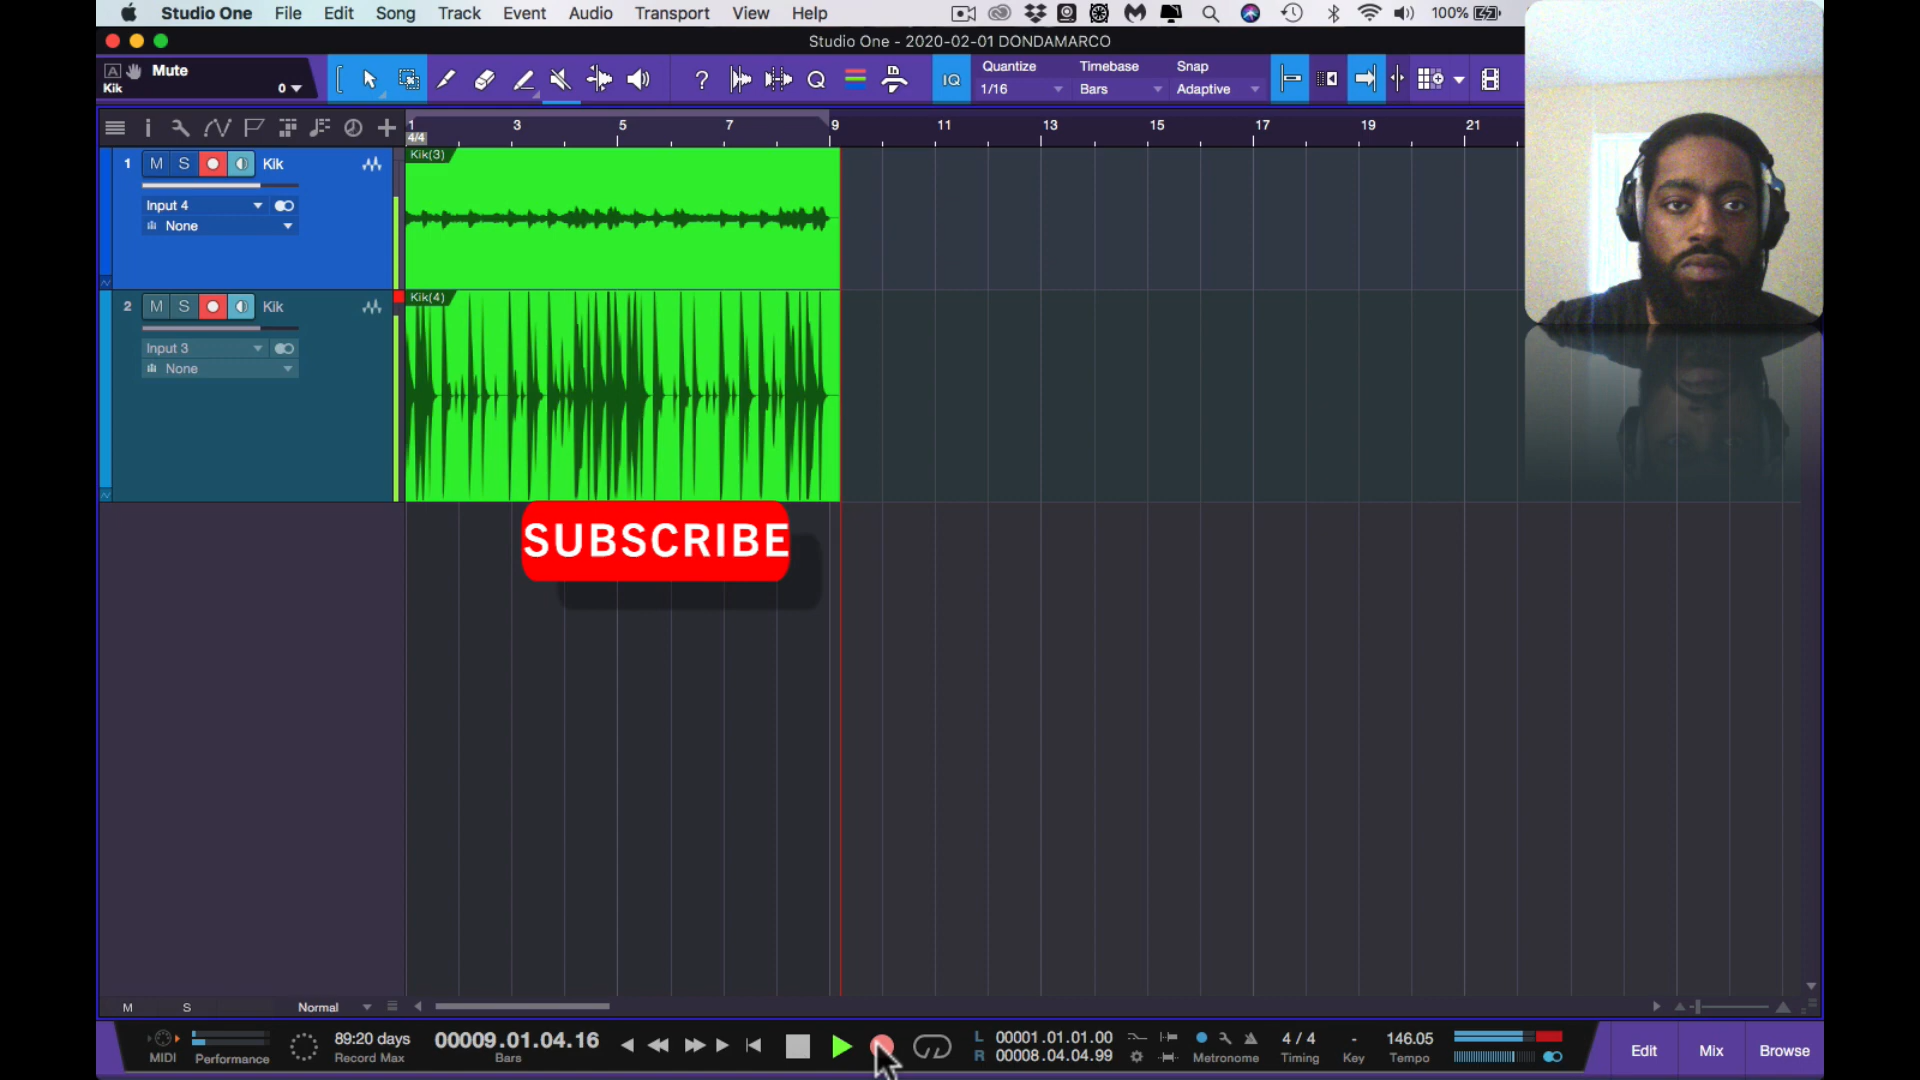 Studio One File Edit Song Track Event Audio Transport View Help 100%
Studio One - 2020-02-01 DONDAMARCO
A Mute
Kik 0
? Q IQ
Quantize Timebase Snap
1/16 Bars Adaptive
1 3 5 7 9 11 13 15 17 19 21
4/4
1 M S Kik
Kik(3)
Input 4
None
2 M S Kik
Kik(4)
Input 3
None
SUBSCRIBE
M S Normal
MIDI Performance
89:20 days
Record Max
00009.01.04.16
Bars
L 00001.01.01.00
R 00008.04.04.99
Metronome
4 / 4
Timing
-
Key
146.05
Tempo
Edit Mix Browse